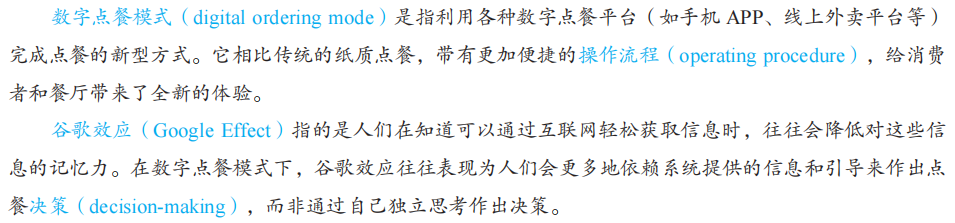 数字点餐模式（digital ordering mode）是指利用各种数字点餐平台（如手机 APP、线上外卖平台等）
完成点餐的新型方式。它相比传统的纸质点餐，带有更加便捷的操作流程（operating procedure），给消费
者和餐厅带来了全新的体验。
谷歌效应（Google Effect）指的是人们在知道可以通过互联网轻松获取信息时，往往会降低对这些信
息的记忆力。在数字点餐模式下，谷歌效应往往表现为人们会更多地依赖系统提供的信息和引导来作出点
餐决策（decision-making），而非通过自己独立思考作出决策。